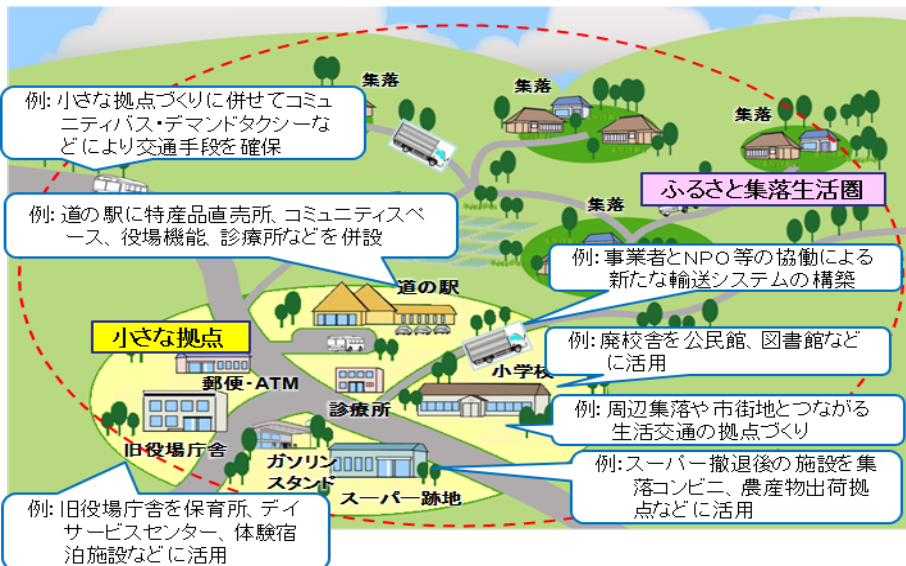 集落
集落
集落
例：小さな拠点づくりに併せてコミュ
ニティバス・デマンドタクシーな
どにより交通手段を確保
ふるさと集落生活圏
例：道の駅に特産品直売所、コミュニティスペ
ース、役場機能、診療所などを併設
集落
例：事業者とNPO等の協働による
新たな輸送システムの構築
道の駅
小さな拠点
例：廃校舎を公民館、図書館など
に活用
小学校
郵便・ATM
診療所
例：周辺集落や市街地とつながる
生活交通の拠点づくり
旧役場庁舎
ガソリン
スタンド
スーパー跡地
例：スーパー撤退後の施設を集
落コンビニ、農産物出荷拠
点などに活用
例：旧役場庁舎を保育所、デイ
サービスセンター、体験宿
泊施設などに活用